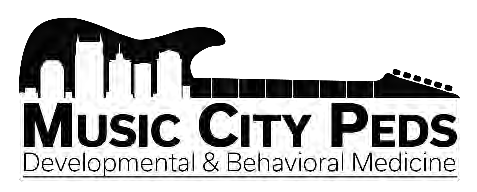 MUSIC CITY PEDS
Developmental & Behavioral Medicine